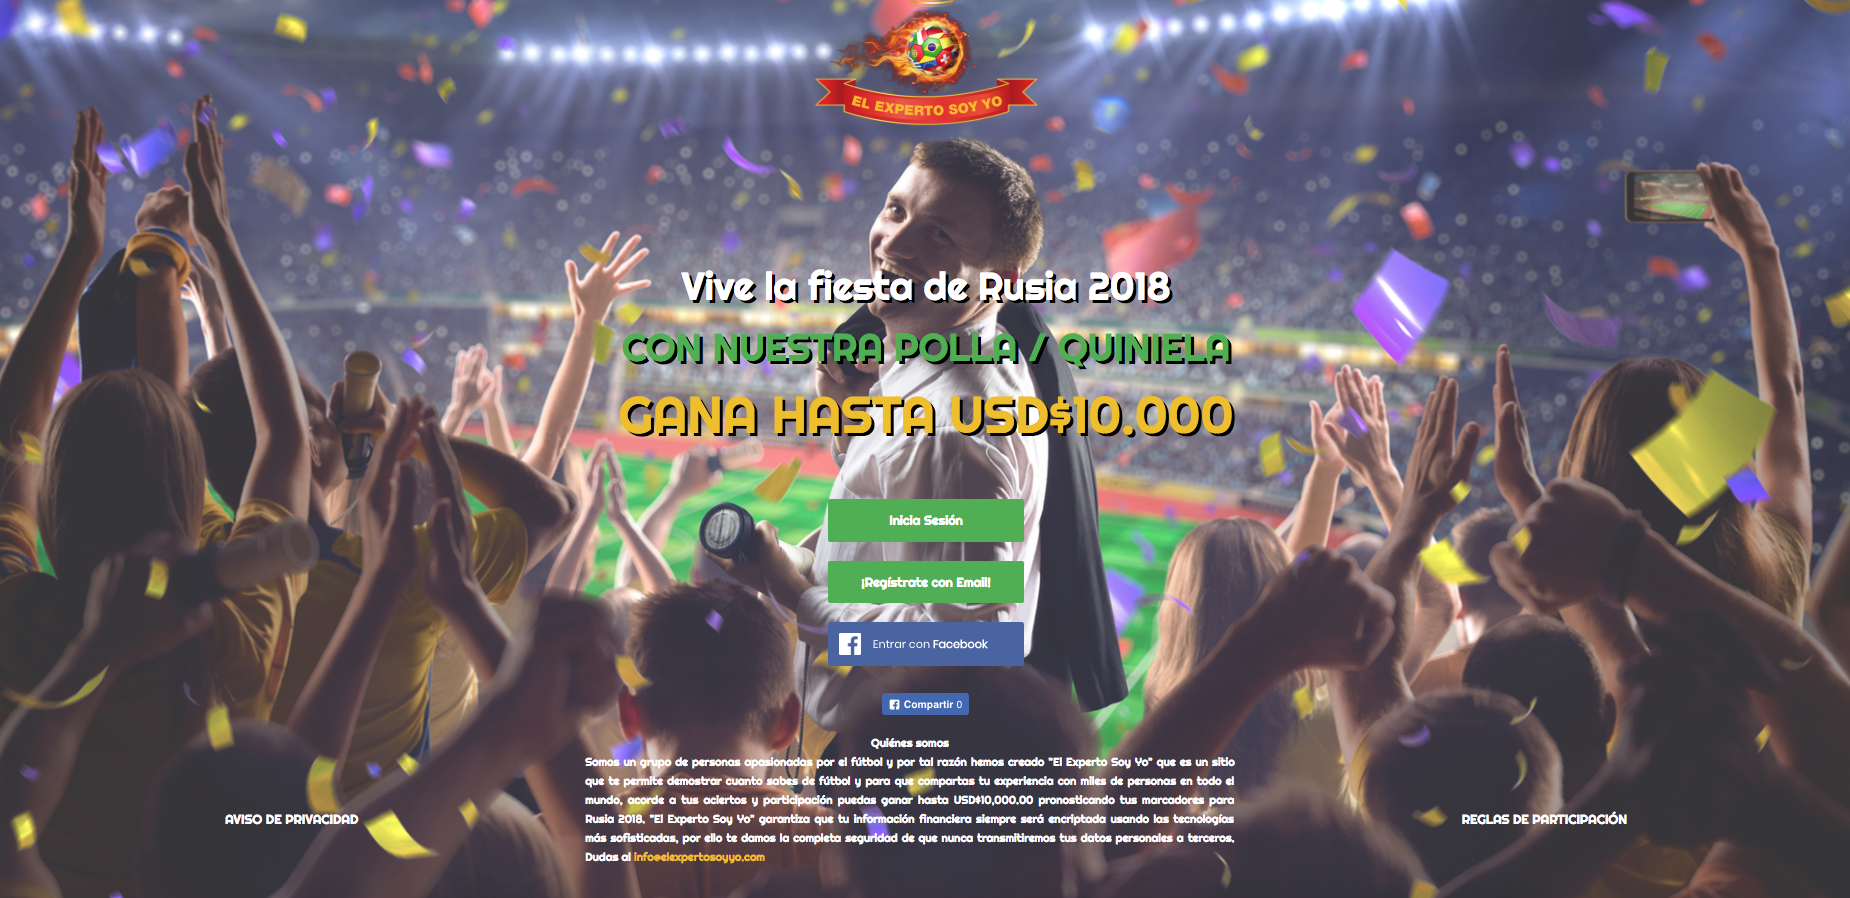 EL EXPERTO SOY YO
Vive la fiesta de Rusia 2018
CON NUESTRA POLLA / QUINIELA
GANA HASTA USD$10.000
Inicia Sesión
¡Regístrate con Email!
Entrar con Facebook
Compartir 0
Quiénes somos
Somos un grupo de personas apasionadas por el fútbol y por tal razón hemos creado "El Experto Soy Yo" que es un sitio
que te permite demostrar cuanto sabes de fútbol y para que compartas tu experiencia con miles de personas en todo el
mundo, acorde a tus aciertos y participación puedas ganar hasta USD$10,000.00 pronosticando tus marcadores para
Rusia 2018. "El Experto Soy Yo" garantiza que tu información financiera siempre será encriptada usando las tecnologías
más sofisticadas, por ello te damos la completa seguridad de que nunca transmitiremos tus datos personales a terceros.
Dudas al info@elexpertosoyyo.com
AVISO DE PRIVACIDAD
REGLAS DE PARTICIPACIÓN